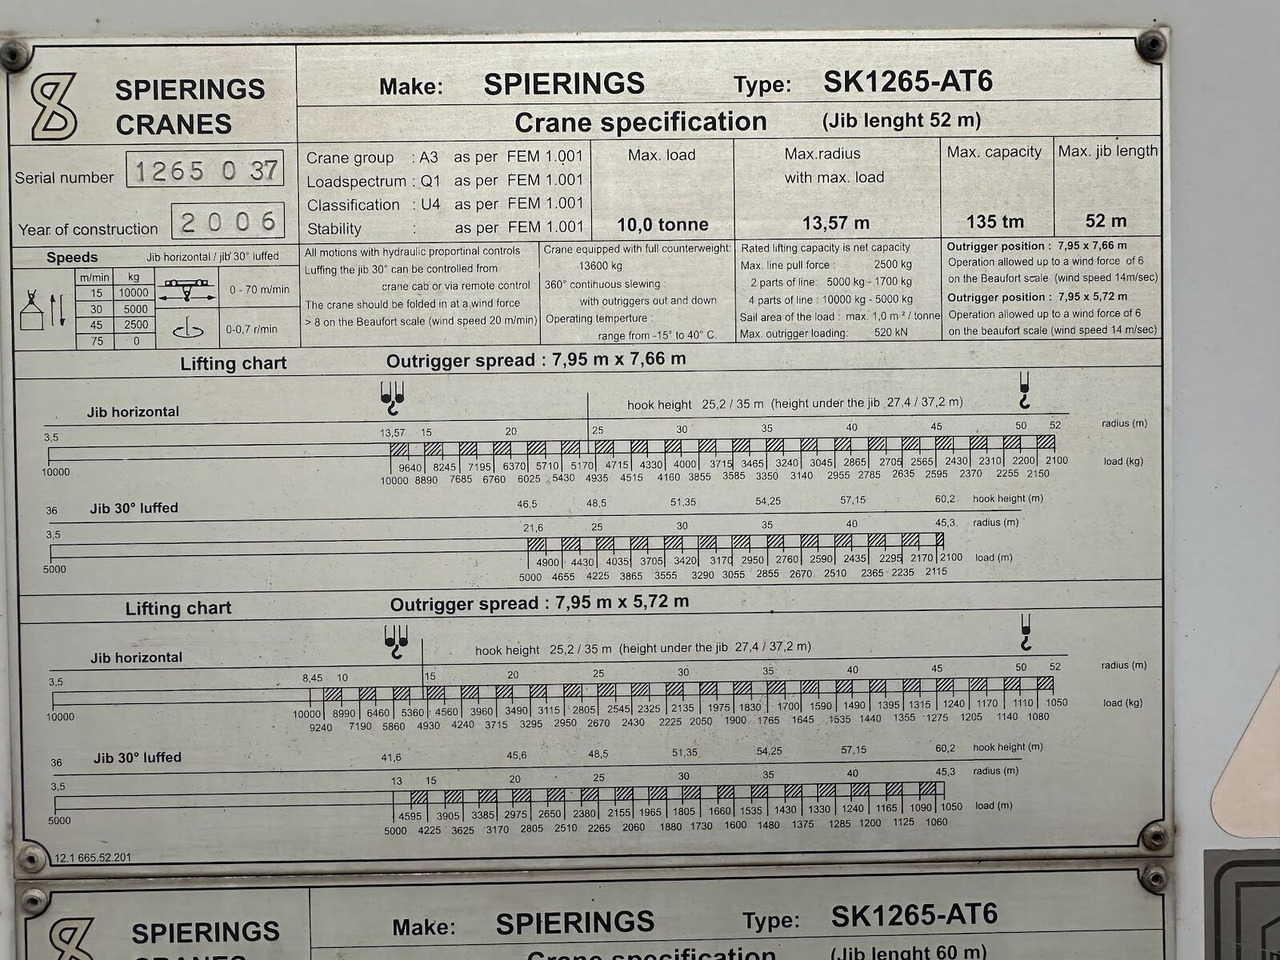 SPIERINGS
CRANES
Make: SPIERINGS Type: SK1265-AT6
Crane specification (Jib lenght 52 m)
Serial number 1265 0 37
Year of construction 2006
Crane group : A3 as per FEM 1.001
Loadspectrum : Q1 as per FEM 1.001
Classification : U4 as per FEM 1.001
Stability : as per FEM 1.001
Max. load
10,0 tonne
Max.radius
with max. load
13,57 m
Max. capacity
135 tm
Max. jib length
52 m
Speeds Jib horizontal / jib 30° luffed
m/min kg
15 10000
30 5000
45 2500
75 0
0 - 70 m/min
0-0,7 r/min
All motions with hydraulic proportinal controls
Luffing the jib 30° can be controlled from
crane cab or via remote control
The crane should be folded in at a wind force
> 8 on the Beaufort scale (wind speed 20 m/min)
Crane equipped with full counterweight:
13600 kg
360° continuous slewing :
with outriggers out and down
Operating temperture :
range from -15° to 40° C.
Rated lifting capacity is net capacity
Max. line pull force : 2500 kg
2 parts of line: 5000 kg - 1700 kg
4 parts of line : 10000 kg - 5000 kg
Sail area of the load : max. 1,0 m² / tonne
Max. outrigger loading: 520 kN
Outrigger position : 7,95 x 7,66 m
Operation allowed up to a wind force of 6
on the Beaufort scale (wind speed 14m/sec)
Outrigger position : 7,95 x 5,72 m
Operation allowed up to a wind force of 6
on the beaufort scale (wind speed 14 m/sec)
Lifting chart Outrigger spread : 7,95 m x 7,66 m
Jib horizontal hook height 25,2 / 35 m (height under the jib 27,4 / 37,2 m)
3,5 13,57 15 20 25 30 35 40 45 50 52 radius (m)
10000 9640 8245 7195 6370 5710 5170 4715 4330 4000 3715 3465 3240 3045 2865 2705 2565 2430 2310 2200 2100 load (kg)
10000 8890 7685 6760 6025 5430 4935 4515 4160 3855 3585 3350 3140 2955 2785 2635 2595 2370 2255 2150
36 Jib 30° luffed 46,5 48,5 51,35 54,25 57,15 60,2 hook height (m)
3,5 21,6 25 30 35 40 45,3 radius (m)
5000 4900 4430 4035 3705 3420 3170 2950 2760 2590 2435 2295 2170 2100 load (m)
5000 4655 4225 3865 3555 3290 3055 2855 2670 2510 2365 2235 2115
Lifting chart Outrigger spread : 7,95 m x 5,72 m
Jib horizontal hook height 25,2 / 35 m (height under the jib 27,4 / 37,2 m)
3,5 8,45 10 15 20 25 30 35 40 45 50 52 radius (m)
10000 10000 8990 6460 5360 4560 3960 3490 3115 2805 2545 2325 2135 1975 1830 1700 1590 1490 1395 1315 1240 1170 1110 1050 load (kg)
9240 7190 5860 4930 4240 3715 3295 2950 2670 2430 2225 2050 1900 1765 1645 1535 1440 1355 1275 1205 1140 1080
36 Jib 30° luffed 41,6 45,6 48,5 51,35 54,25 57,15 60,2 hook height (m)
3,5 13 15 20 25 30 35 40 45,3 radius (m)
5000 4595 3905 3385 2975 2650 2380 2155 1965 1805 1660 1535 1430 1330 1240 1165 1090 1050 load (m)
5000 4225 3625 3170 2805 2510 2265 2060 1880 1730 1600 1480 1375 1285 1200 1125 1060
12.1 665.52.201
SPIERINGS
CRANES
Make: SPIERINGS Type: SK1265-AT6
Crane specification (Jib lenght 60 m)